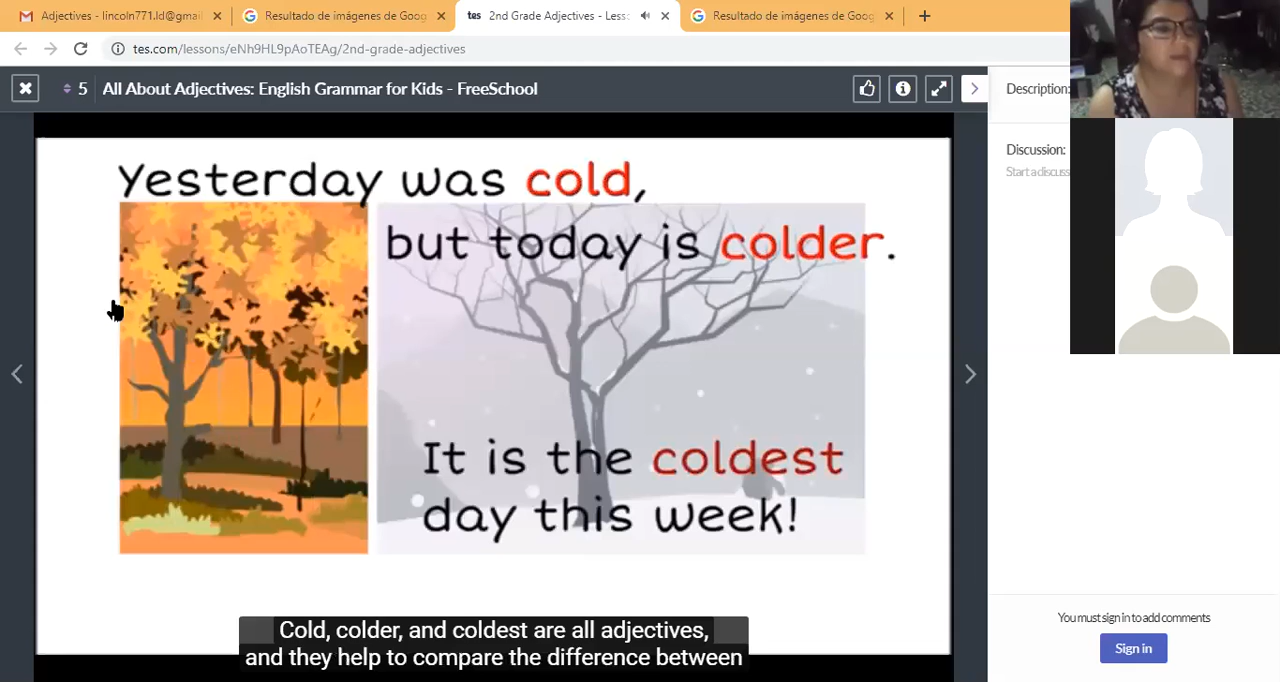 Adjectives - lincoln771.ld@gmai
Resultado de imágenes de Goog
tes 2nd Grade Adjectives - Less
Resultado de imágenes de Goog
tes.com/lessons/eNh9HL9pAoTEAg/2nd-grade-adjectives
5 All About Adjectives: English Grammar for Kids - FreeSchool
Description:
Discussion:
Start a discuss
Yesterday was cold,
but today is colder.
It is the coldest
day this week!
Cold, colder, and coldest are all adjectives,
and they help to compare the difference between
You must sign in to add comments
Sign in